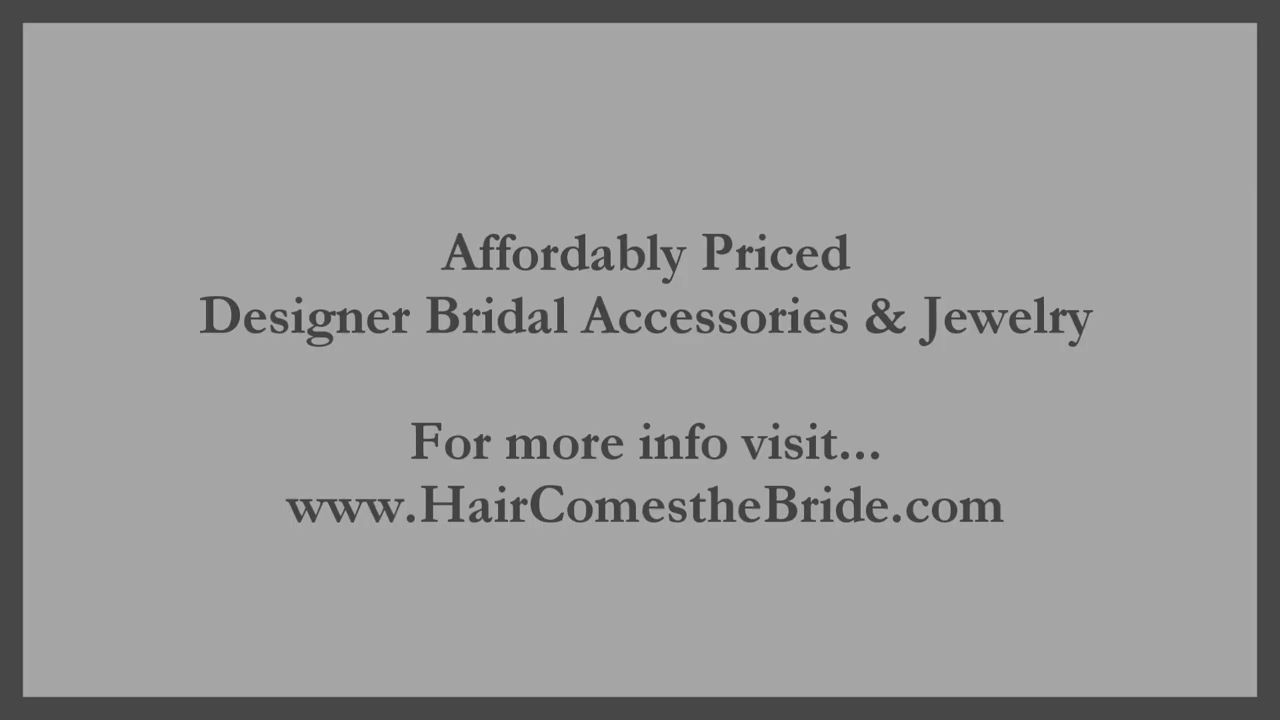 Affordably Priced
Designer Bridal Accessories & Jewelry
For more info visit...
www.HairComestheBride.com